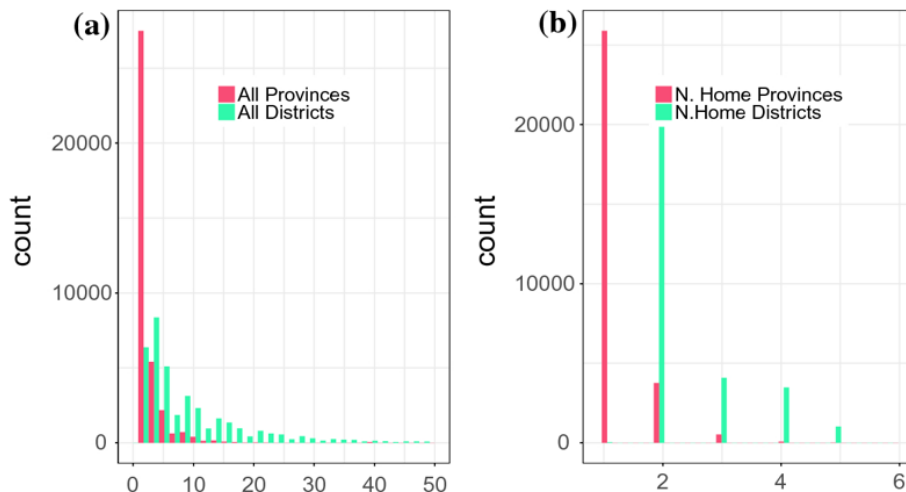 (a)
All Provinces
All Districts
count
20000
10000
0
0 10 20 30 40 50
(b)
N. Home Provinces
N.Home Districts
count
20000
10000
0
2 4 6